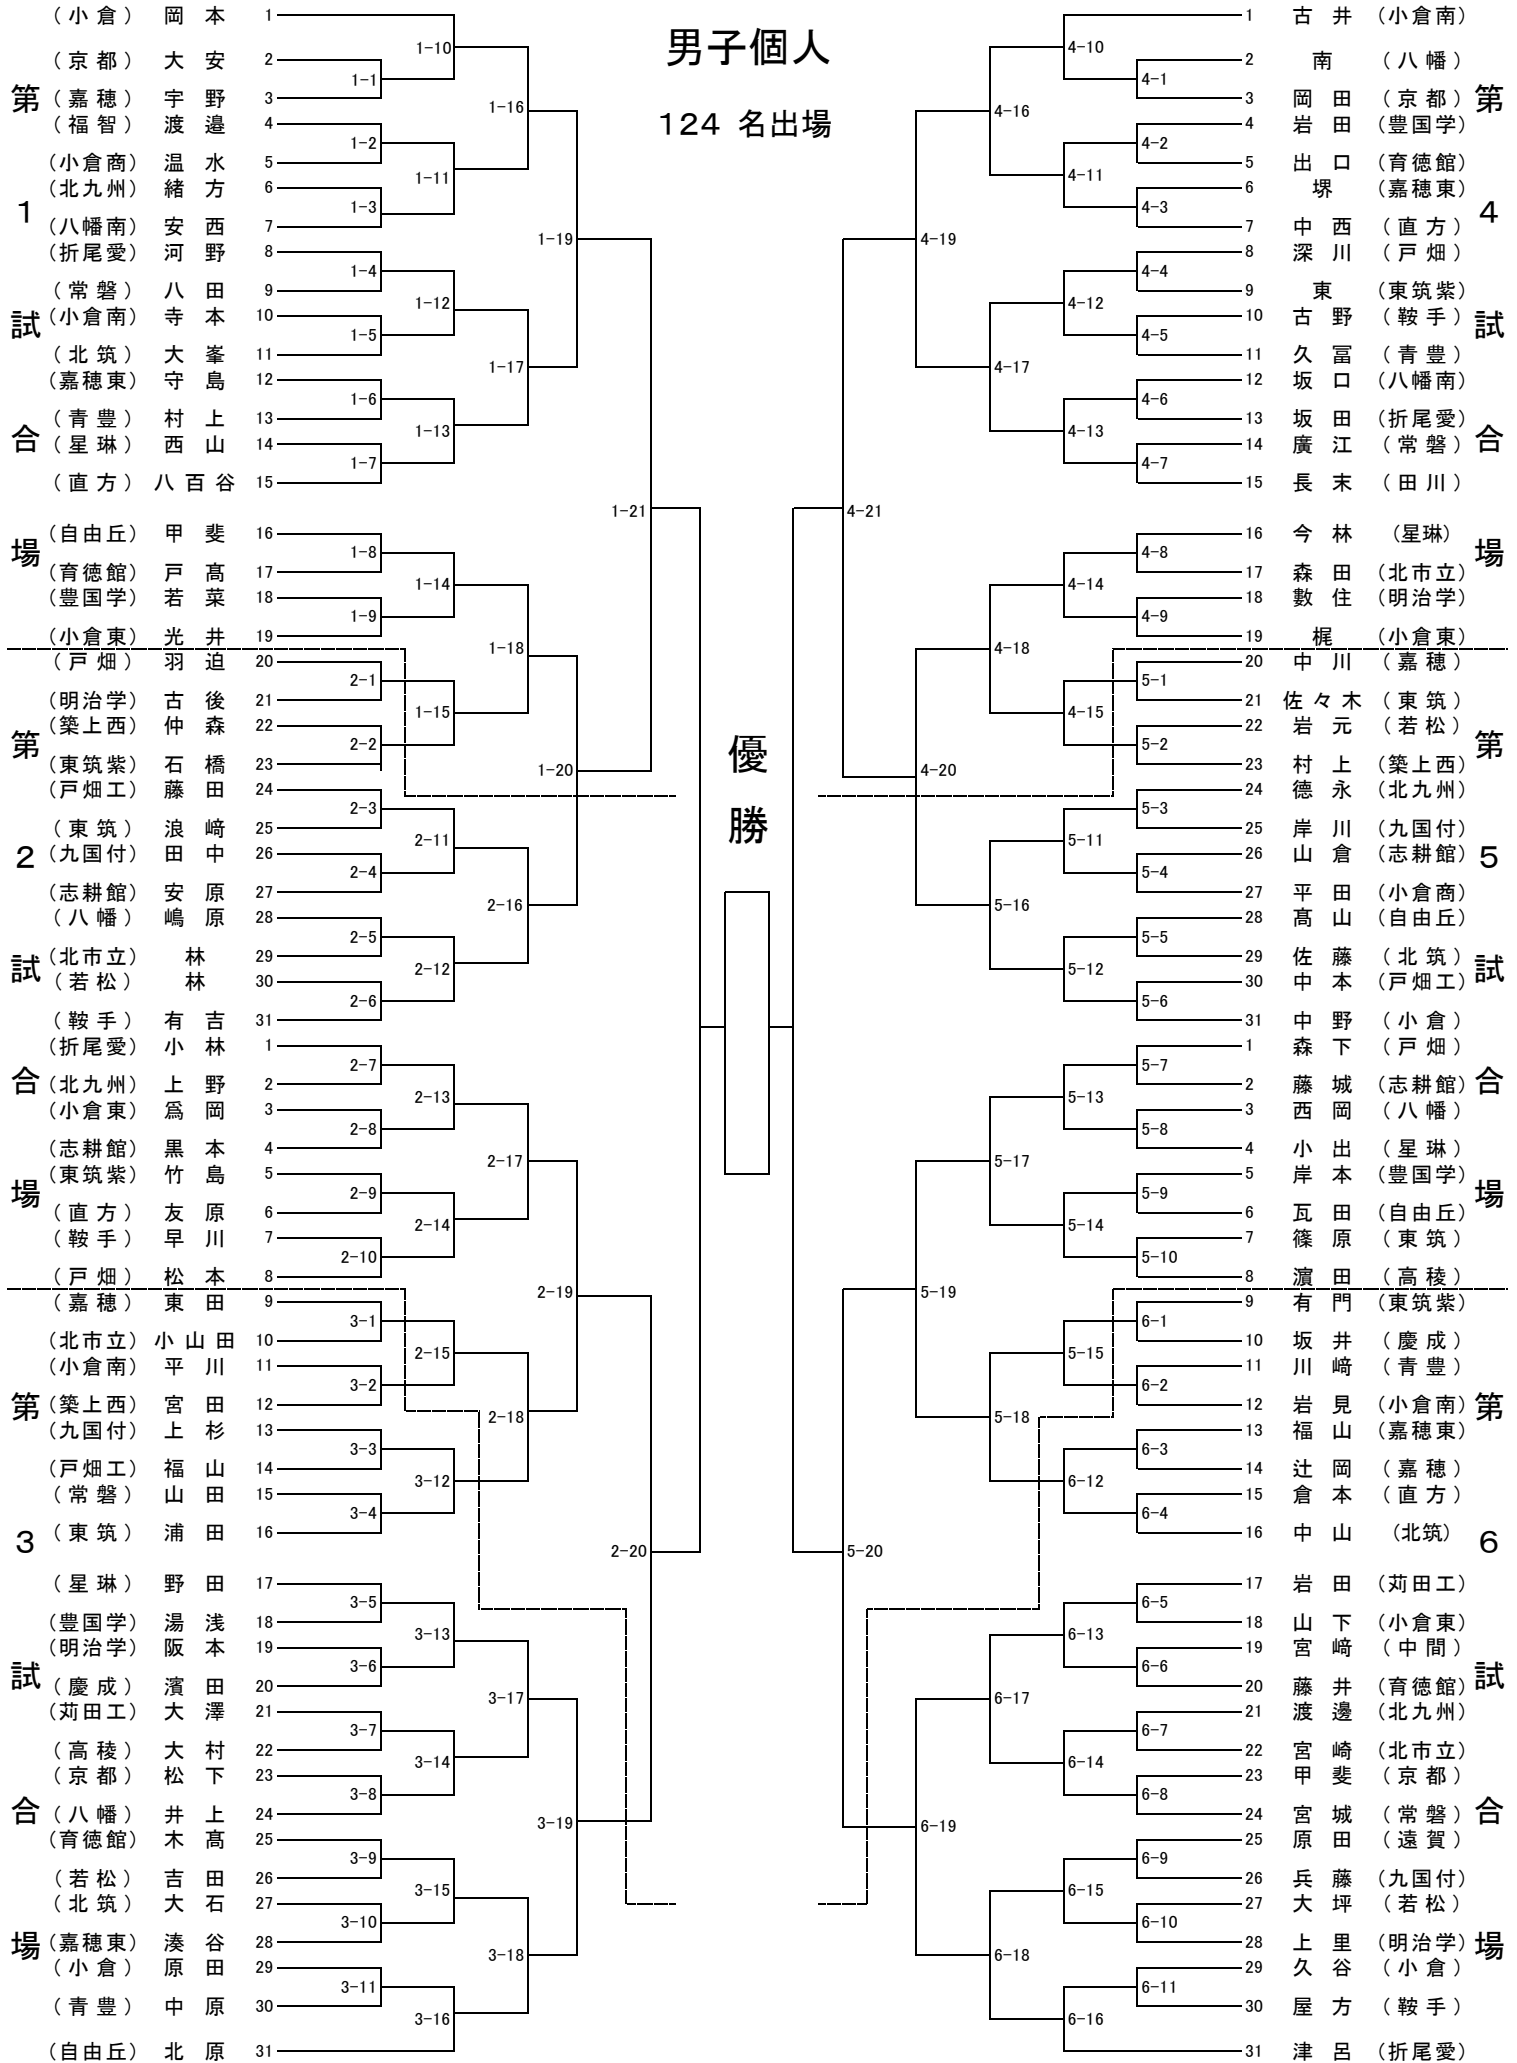 男子個人
124 名出場
優勝
第1試合場
(小倉) 岡本 1
(京都) 大安 2
(嘉穂) 宇野 3
(福智) 渡邉 4
(小倉商) 温水 5
(北九州) 緒方 6
(八幡南) 安西 7
(折尾愛) 河野 8
(常磐) 八田 9
(小倉南) 寺本 10
(北筑) 大峯 11
(嘉穂東) 守島 12
(青豊) 村上 13
(星琳) 西山 14
(直方) 八百谷 15
(自由丘) 甲斐 16
(育徳館) 戸髙 17
(豊国学) 若菜 18
(小倉東) 光井 19
第2試合場
(戸畑) 羽迫 20
(明治学) 古後 21
(築上西) 仲森 22
(東筑紫) 石橋 23
(戸畑工) 藤田 24
(東筑) 浪﨑 25
(九国付) 田中 26
(志耕館) 安原 27
(八幡) 嶋原 28
(北市立) 林 29
(若松) 林 30
(鞍手) 有吉 31
(折尾愛) 小林 1
(北九州) 上野 2
(小倉東) 爲岡 3
(志耕館) 黒本 4
(東筑紫) 竹島 5
(直方) 友原 6
(鞍手) 早川 7
(戸畑) 松本 8
第3試合場
(嘉穂) 東田 9
(北市立) 小山田 10
(小倉南) 平川 11
(築上西) 宮田 12
(九国付) 上杉 13
(戸畑工) 福山 14
(常磐) 山田 15
(東筑) 浦田 16
(星琳) 野田 17
(豊国学) 湯浅 18
(明治学) 阪本 19
(慶成) 濱田 20
(苅田工) 大澤 21
(高稜) 大村 22
(京都) 松下 23
(八幡) 井上 24
(育徳館) 木髙 25
(若松) 吉田 26
(北筑) 大石 27
(嘉穂東) 湊谷 28
(小倉) 原田 29
(青豊) 中原 30
(自由丘) 北原 31
1-1
1-2
1-3
1-4
1-5
1-6
1-7
1-8
1-9
1-10
1-11
1-12
1-13
1-14
1-15
1-16
1-17
1-18
1-19
1-20
1-21
2-1
2-2
2-3
2-4
2-5
2-6
2-7
2-8
2-9
2-10
2-11
2-12
2-13
2-14
2-15
2-16
2-17
2-18
2-19
2-20
3-1
3-2
3-3
3-4
3-5
3-6
3-7
3-8
3-9
3-10
3-11
3-12
3-13
3-14
3-15
3-16
3-17
3-18
3-19
第4試合場
1 古井 (小倉南)
2 南 (八幡)
3 岡田 (京都)
4 岩田 (豊国学)
5 出口 (育徳館)
6 堺 (嘉穂東)
7 中西 (直方)
8 深川 (戸畑)
9 東 (東筑紫)
10 古野 (鞍手)
11 久冨 (青豊)
12 坂口 (八幡南)
13 坂田 (折尾愛)
14 廣江 (常磐)
15 長末 (田川)
16 今林 (星琳)
17 森田 (北市立)
18 數住 (明治学)
19 梶 (小倉東)
第5試合場
20 中川 (嘉穂)
21 佐々木 (東筑)
22 岩元 (若松)
23 村上 (築上西)
24 德永 (北九州)
25 岸川 (九国付)
26 山倉 (志耕館)
27 平田 (小倉商)
28 髙山 (自由丘)
29 佐藤 (北筑)
30 中本 (戸畑工)
31 中野 (小倉)
1 森下 (戸畑)
2 藤城 (志耕館)
3 西岡 (八幡)
4 小出 (星琳)
5 岸本 (豊国学)
6 瓦田 (自由丘)
7 篠原 (東筑)
8 濵田 (高稜)
第6試合場
9 有門 (東筑紫)
10 坂井 (慶成)
11 川﨑 (青豊)
12 岩見 (小倉南)
13 福山 (嘉穂東)
14 辻岡 (嘉穂)
15 倉本 (直方)
16 中山 (北筑)
17 岩田 (苅田工)
18 山下 (小倉東)
19 宮﨑 (中間)
20 藤井 (育徳館)
21 渡邊 (北九州)
22 宮崎 (北市立)
23 甲斐 (京都)
24 宮城 (常磐)
25 原田 (遠賀)
26 兵藤 (九国付)
27 大坪 (若松)
28 上里 (明治学)
29 久谷 (小倉)
30 屋方 (鞍手)
31 津呂 (折尾愛)
4-1
4-2
4-3
4-4
4-5
4-6
4-7
4-8
4-9
4-10
4-11
4-12
4-13
4-14
4-15
4-16
4-17
4-18
4-19
4-20
4-21
5-1
5-2
5-3
5-4
5-5
5-6
5-7
5-8
5-9
5-10
5-11
5-12
5-13
5-14
5-15
5-16
5-17
5-18
5-19
5-20
6-1
6-2
6-3
6-4
6-5
6-6
6-7
6-8
6-9
6-10
6-11
6-12
6-13
6-14
6-15
6-16
6-17
6-18
6-19